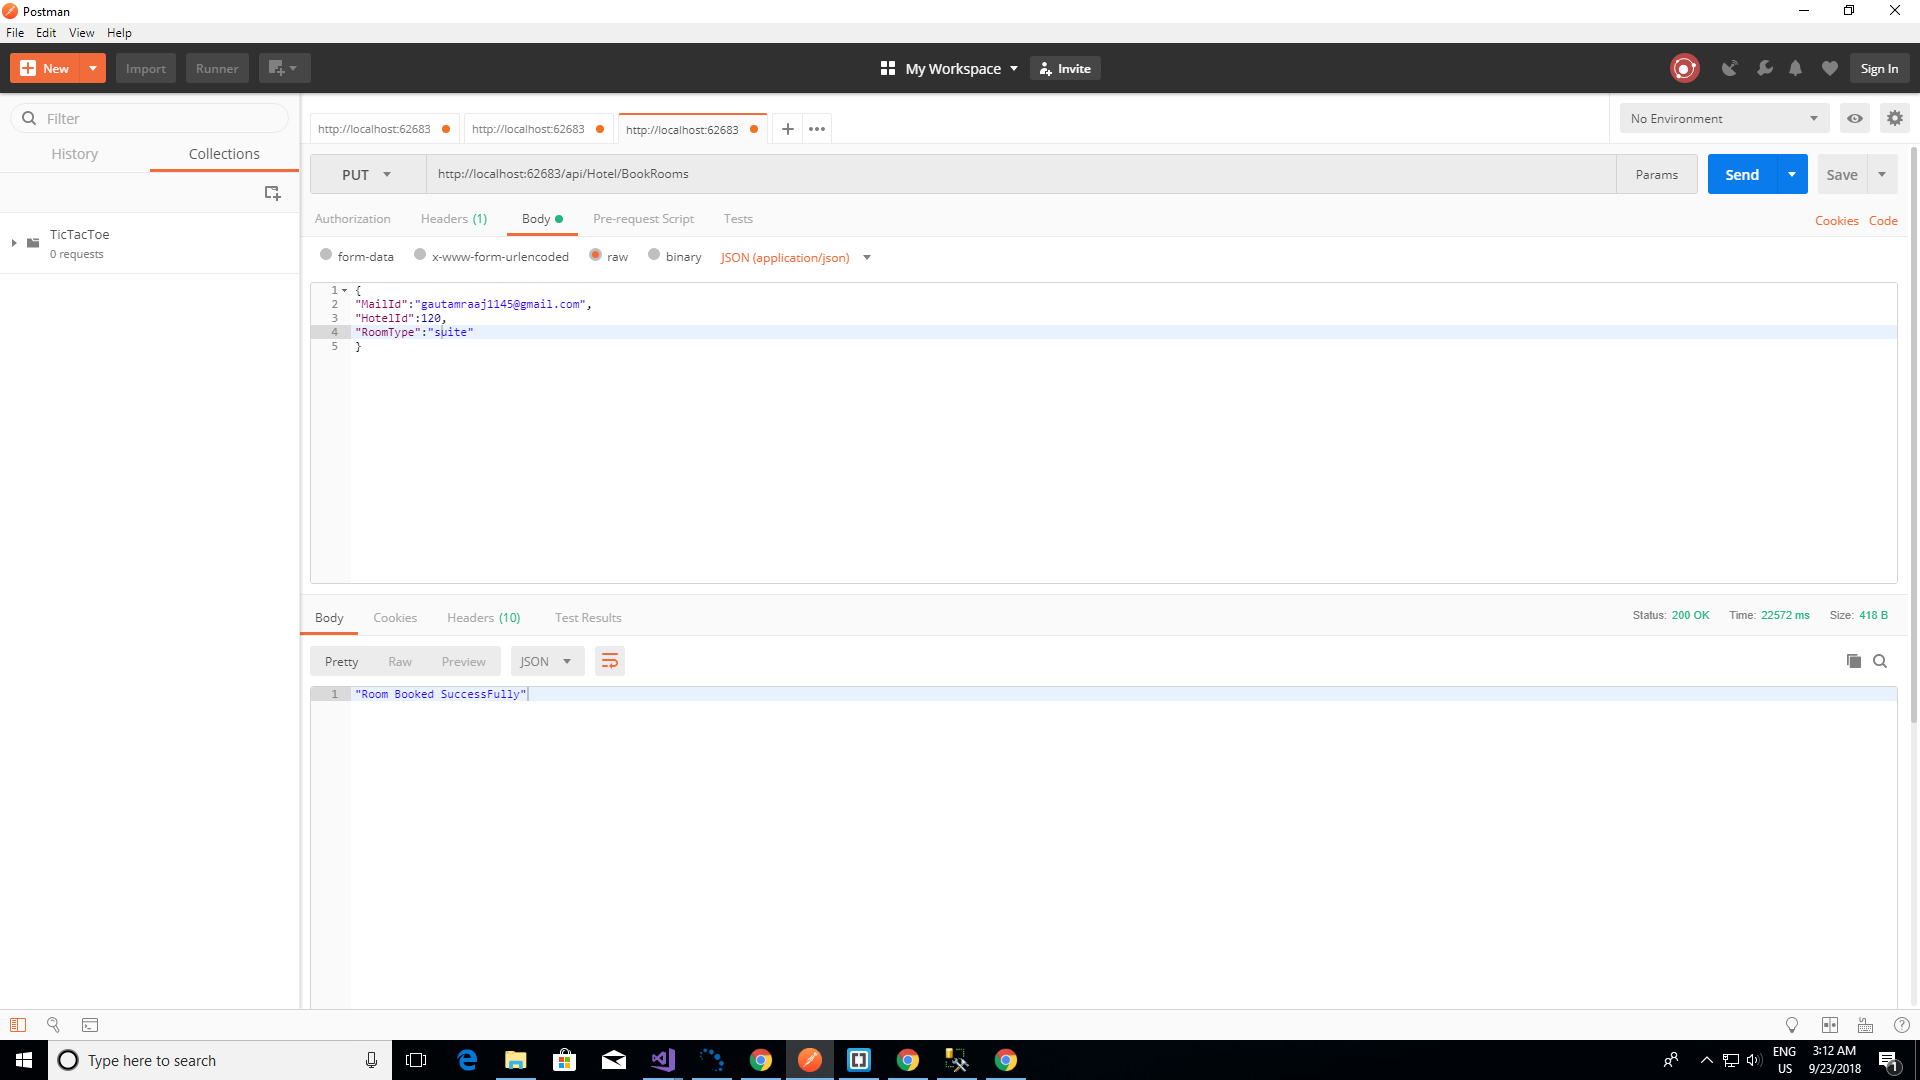 Postman
File Edit View Help
New Import Runner My Workspace Invite Sign In
Filter
History Collections
TicTacToe
0 requests
http://localhost:62683 http://localhost:62683 http://localhost:62683 + ••• No Environment
PUT http://localhost:62683/api/Hotel/BookRooms Params Send Save
Authorization Headers (1) Body Pre-request Script Tests Cookies Code
form-data x-www-form-urlencoded raw binary JSON (application/json)
1 {
2 "MailId":"gautamraaj1145@gmail.com",
3 "HotelId":120,
4 "RoomType":"suite"
5 }
Body Cookies Headers (10) Test Results Status: 200 OK Time: 22572 ms Size: 418 B
Pretty Raw Preview JSON
1 "Room Booked SuccessFully"
Type here to search
ENG
US
3:12 AM
9/23/2018
1